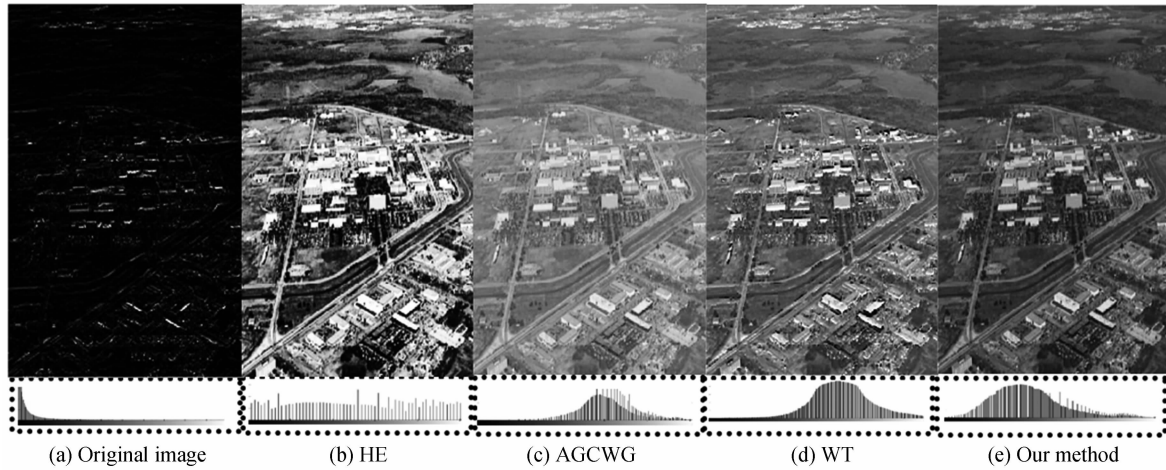 (a) Original image
(b) HE
(c) AGCWG
(d) WT
(e) Our method